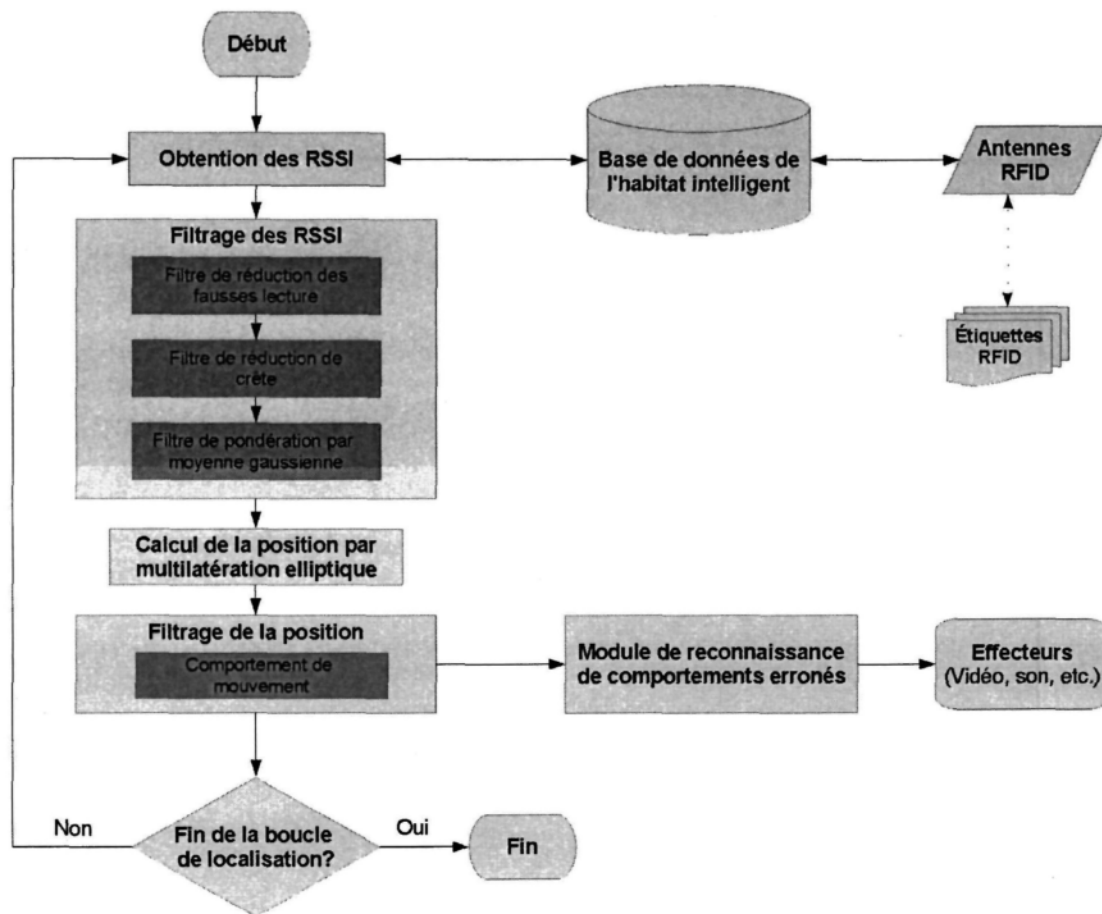 Début
Obtention des RSSI
Base de données de
l'habitat intelligent
Antennes
RFID
Étiquettes
RFID
Filtrage des RSSI
Filtre de réduction des
fausses lecture
Filtre de réduction de
crête
Filtre de pondération par
moyenne gaussienne
Calcul de la position par
multilatération elliptique
Filtrage de la position
Comportement de
mouvement
Module de reconnaissance
de comportements erronés
Effecteurs
(Vidéo, son, etc.)
Non
Fin de la boucle
de localisation?
Oui
Fin